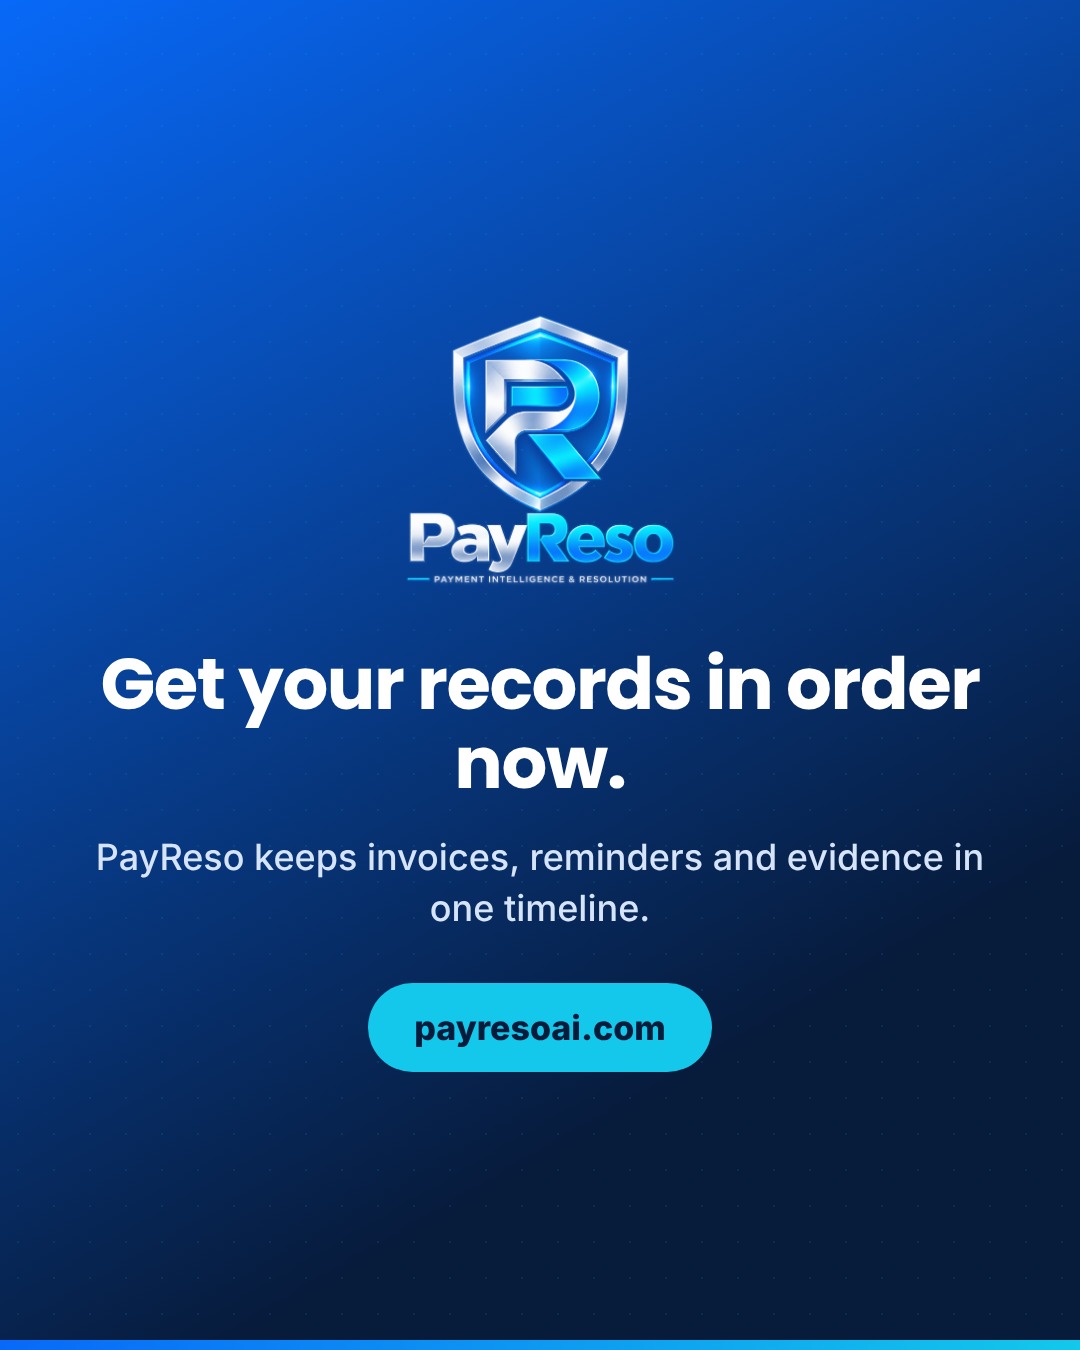 PayReso
PAYMENT INTELLIGENCE & RESOLUTION
Get your records in order
now.
PayReso keeps invoices, reminders and evidence in
one timeline.
payresoai.com